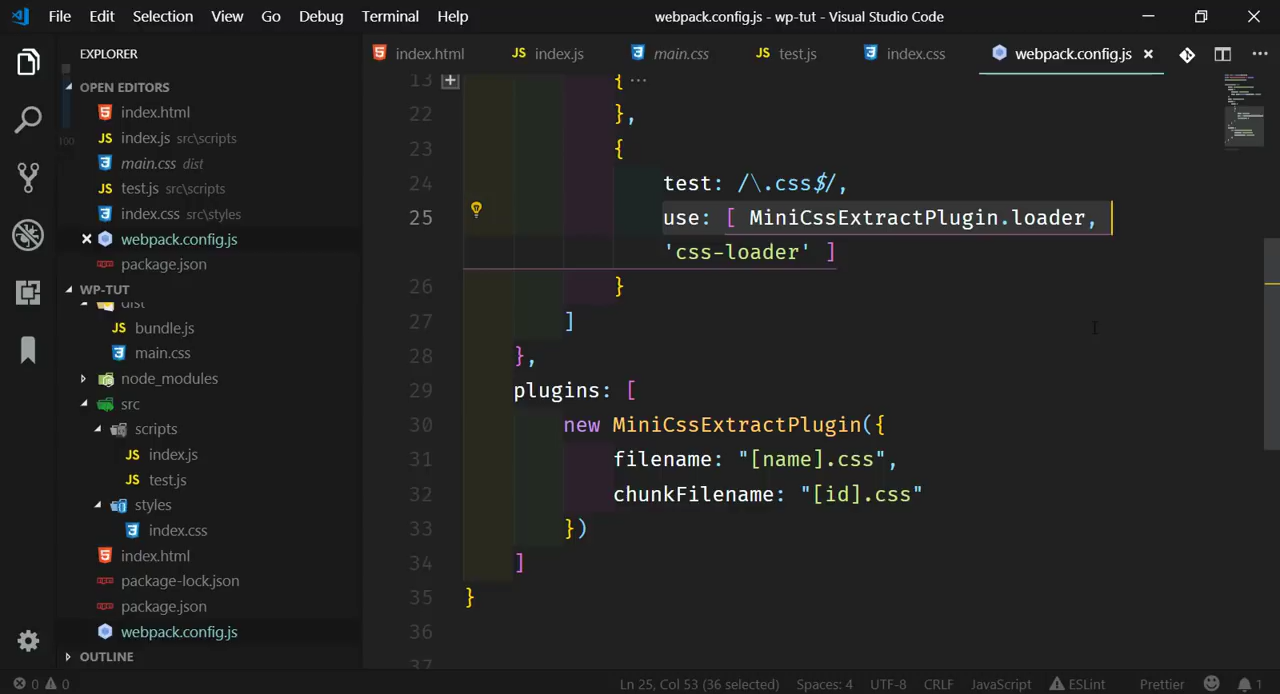 File Edit Selection View Go Debug Terminal Help
webpack.config.js - wp-tut - Visual Studio Code
EXPLORER
OPEN EDITORS
index.html
index.js src\scripts
main.css dist
test.js src\scripts
index.css src\styles
webpack.config.js
package.json
WP-TUT
dist
bundle.js
main.css
node_modules
src
scripts
index.js
test.js
styles
index.css
index.html
package-lock.json
package.json
webpack.config.js
OUTLINE
index.html index.js main.css test.js index.css webpack.config.js
13 { ...
22 },
23 {
24 test: /\.css$/,
25 use: [ MiniCssExtractPlugin.loader,
'css-loader' ]
26 }
27 ]
28 },
29 plugins: [
30 new MiniCssExtractPlugin({
31 filename: "[name].css",
32 chunkFilename: "[id].css"
33 })
34 ]
35 }
36
37
0 0 Ln 25, Col 53 (36 selected) Spaces: 4 UTF-8 CRLF JavaScript ESLint Prettier 1